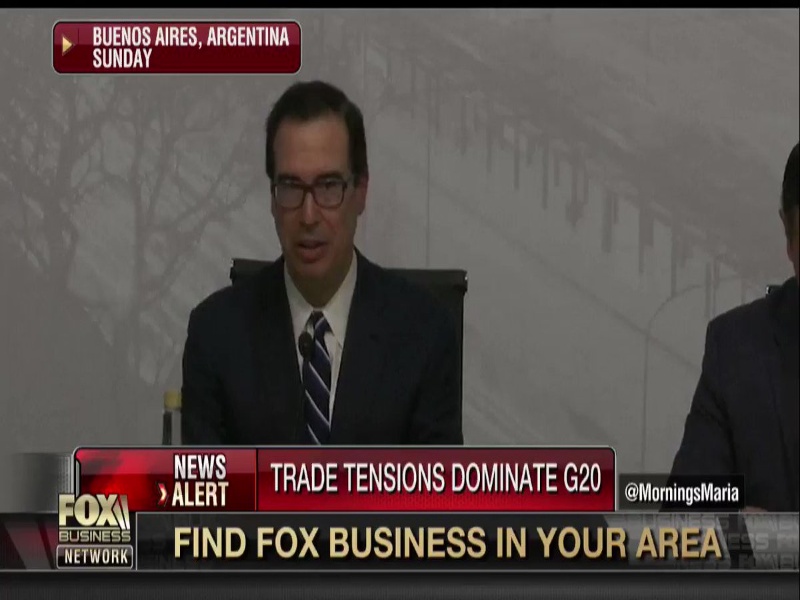 BUENOS AIRES, ARGENTINA
SUNDAY
NEWS
ALERT
TRADE TENSIONS DOMINATE G20
@MorningsMaria
FOX
BUSINESS
NETWORK
FIND FOX BUSINESS IN YOUR AREA